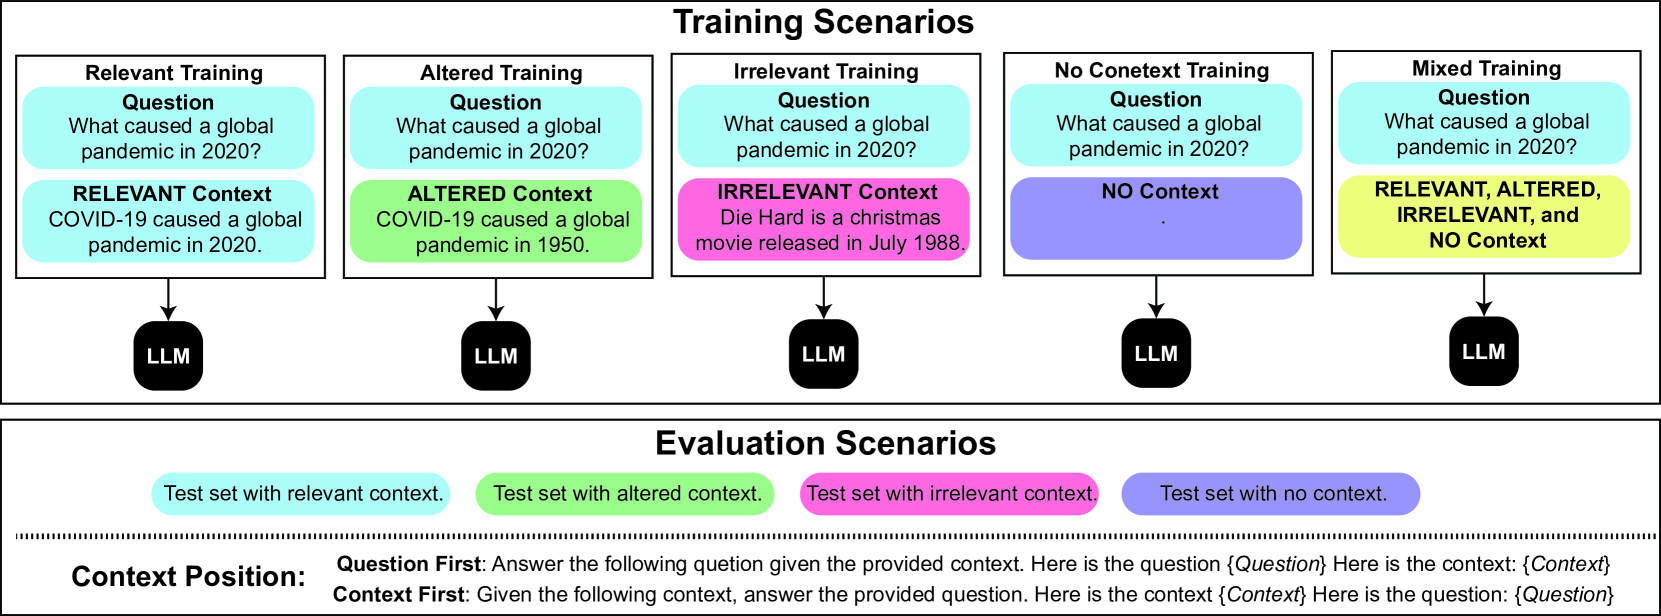 Training Scenarios
Relevant Training
Question
What caused a global
pandemic in 2020?
RELEVANT Context
COVID-19 caused a global
pandemic in 2020.
LLM
Altered Training
Question
What caused a global
pandemic in 2020?
ALTERED Context
COVID-19 caused a global
pandemic in 1950.
LLM
Irrelevant Training
Question
What caused a global
pandemic in 2020?
IRRELEVANT Context
Die Hard is a christmas
movie released in July 1988.
LLM
No Conetext Training
Question
What caused a global
pandemic in 2020?
NO Context
.
LLM
Mixed Training
Question
What caused a global
pandemic in 2020?
RELEVANT, ALTERED,
IRRELEVANT, and
NO Context
LLM
Evaluation Scenarios
Test set with relevant context.
Test set with altered context.
Test set with irrelevant context.
Test set with no context.
Context Position:
Question First: Answer the following quetion given the provided context. Here is the question {Question} Here is the context: {Context}
Context First: Given the following context, answer the provided question. Here is the context {Context} Here is the question: {Question}